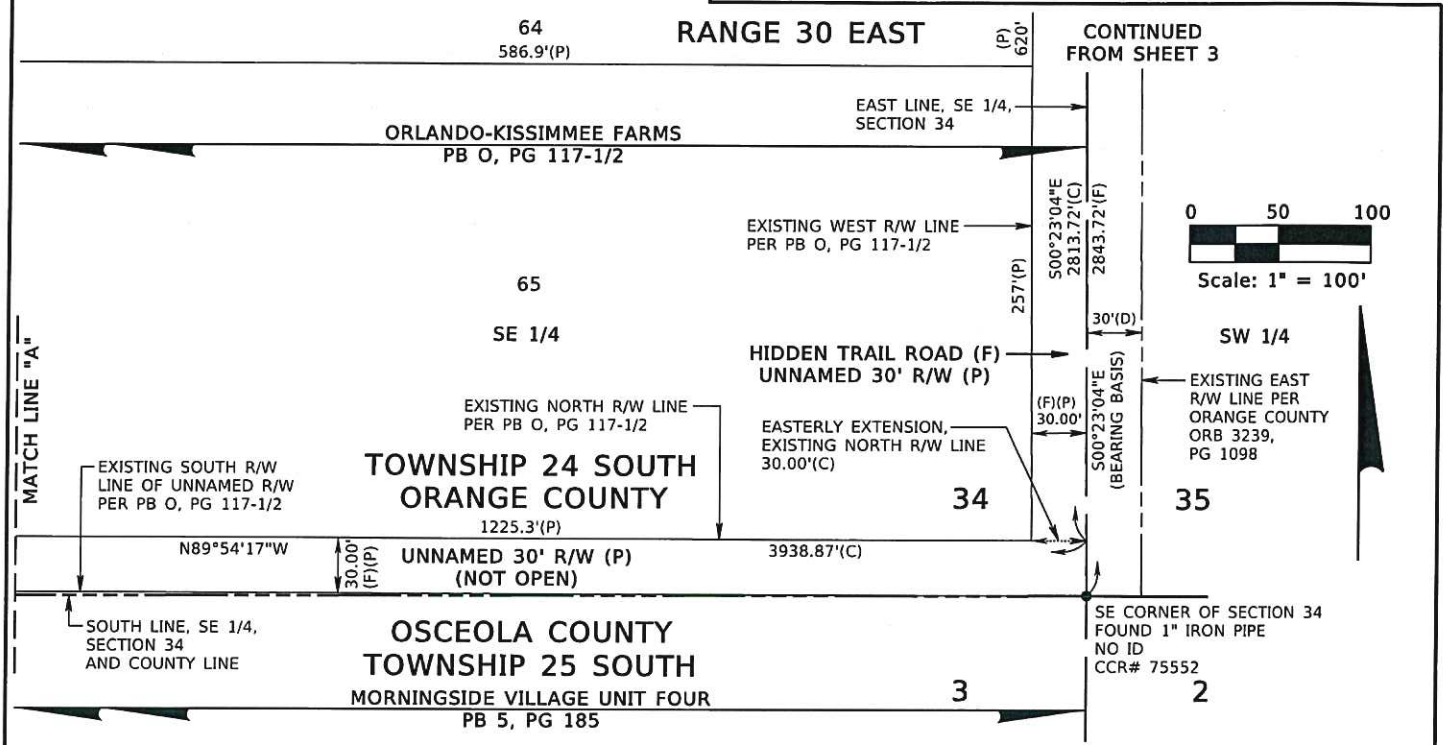 64
586.9'(P)
RANGE 30 EAST
(P)
620'
CONTINUED
FROM SHEET 3
EAST LINE, SE 1/4,
SECTION 34
ORLANDO-KISSIMMEE FARMS
PB O, PG 117-1/2
EXISTING WEST R/W LINE
PER PB O, PG 117-1/2
257'(P)
S00°23'04"E
2813.72'(C)
2843.72'(F)
0 50 100
Scale: 1" = 100'
65
SE 1/4
30'(D)
SW 1/4
HIDDEN TRAIL ROAD (F)
UNNAMED 30' R/W (P)
MATCH LINE "A"
EXISTING NORTH R/W LINE
PER PB O, PG 117-1/2
(F)(P)
30.00'
EASTERLY EXTENSION,
EXISTING NORTH R/W LINE
30.00'(C)
S00°23'04"E
(BEARING BASIS)
EXISTING EAST
R/W LINE PER
ORANGE COUNTY
ORB 3239,
PG 1098
EXISTING SOUTH R/W
LINE OF UNNAMED R/W
PER PB O, PG 117-1/2
TOWNSHIP 24 SOUTH
ORANGE COUNTY
34
35
1225.3'(P)
N89°54'17"W
30.00'
(F)(P)
UNNAMED 30' R/W (P)
(NOT OPEN)
3938.87'(C)
SOUTH LINE, SE 1/4,
SECTION 34
AND COUNTY LINE
OSCEOLA COUNTY
TOWNSHIP 25 SOUTH
MORNINGSIDE VILLAGE UNIT FOUR
PB 5, PG 185
3
SE CORNER OF SECTION 34
FOUND 1" IRON PIPE
NO ID
CCR# 75552
2